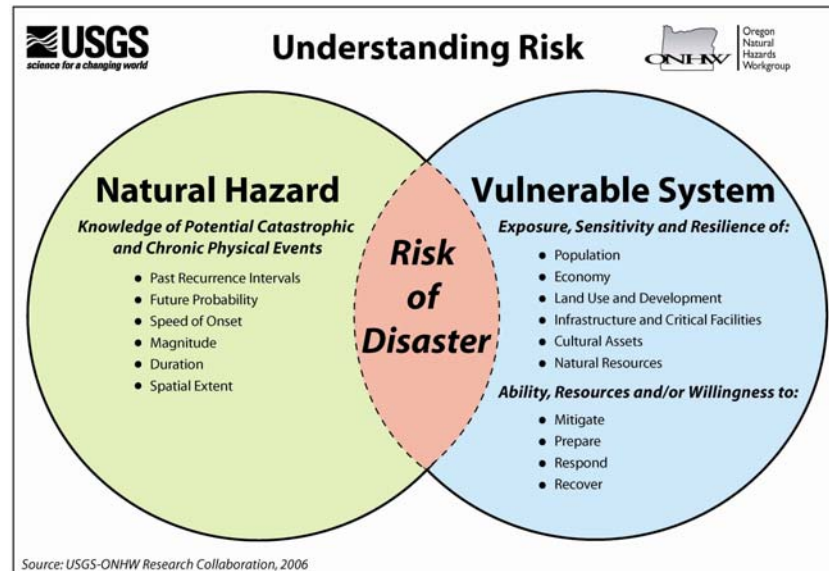 USGS
science for a changing world
Understanding Risk
ONHW
Oregon
Natural
Hazards
Workgroup
Natural Hazard
Knowledge of Potential Catastrophic
and Chronic Physical Events
• Past Recurrence Intervals
• Future Probability
• Speed of Onset
• Magnitude
• Duration
• Spatial Extent
Risk
of
Disaster
Vulnerable System
Exposure, Sensitivity and Resilience of:
• Population
• Economy
• Land Use and Development
• Infrastructure and Critical Facilities
• Cultural Assets
• Natural Resources
Ability, Resources and/or Willingness to:
• Mitigate
• Prepare
• Respond
• Recover
Source: USGS-ONHW Research Collaboration, 2006